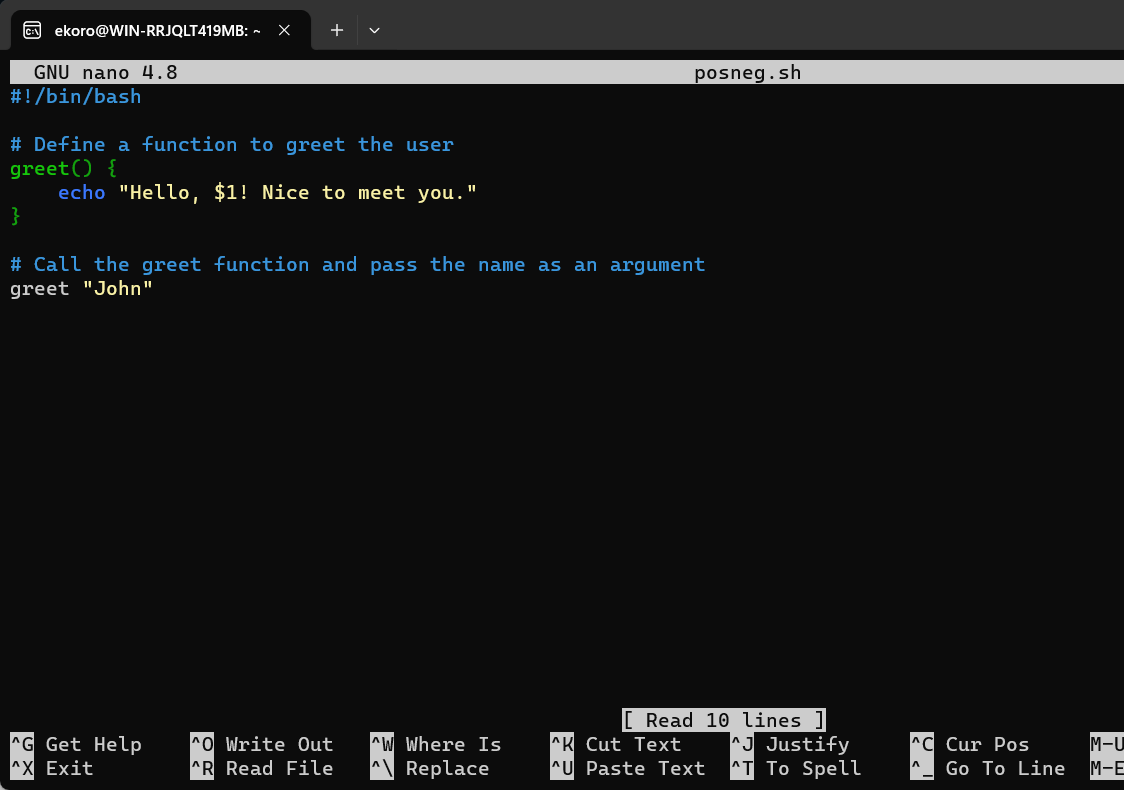 ekoro@WIN-RRJQLT419MB: ~
GNU nano 4.8 posneg.sh
#!/bin/bash

# Define a function to greet the user
greet() {
    echo "Hello, $1! Nice to meet you."
}

# Call the greet function and pass the name as an argument
greet "John"

[ Read 10 lines ]
^G Get Help ^O Write Out ^W Where Is ^K Cut Text ^J Justify ^C Cur Pos M-U
^X Exit ^R Read File ^\ Replace ^U Paste Text ^T To Spell ^_ Go To Line M-E